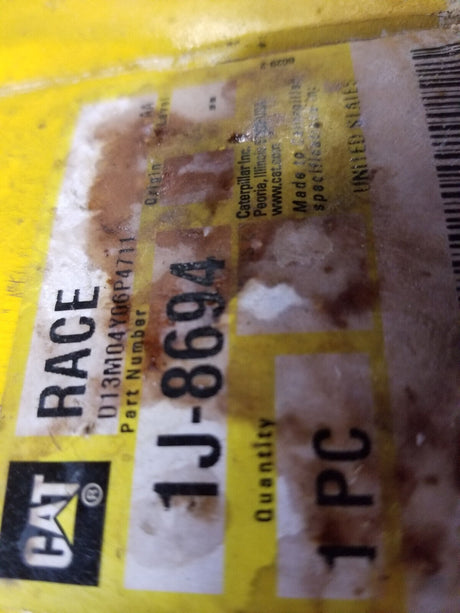 CAT®
RACE
D13M04Y06P4711
Part Number
Origin
1J-8694
Caterpillar Inc.
Peoria, Illinois
www.cat.com
Made to Caterpillar
specifications
UNITED STATES
Quantity
1 PC